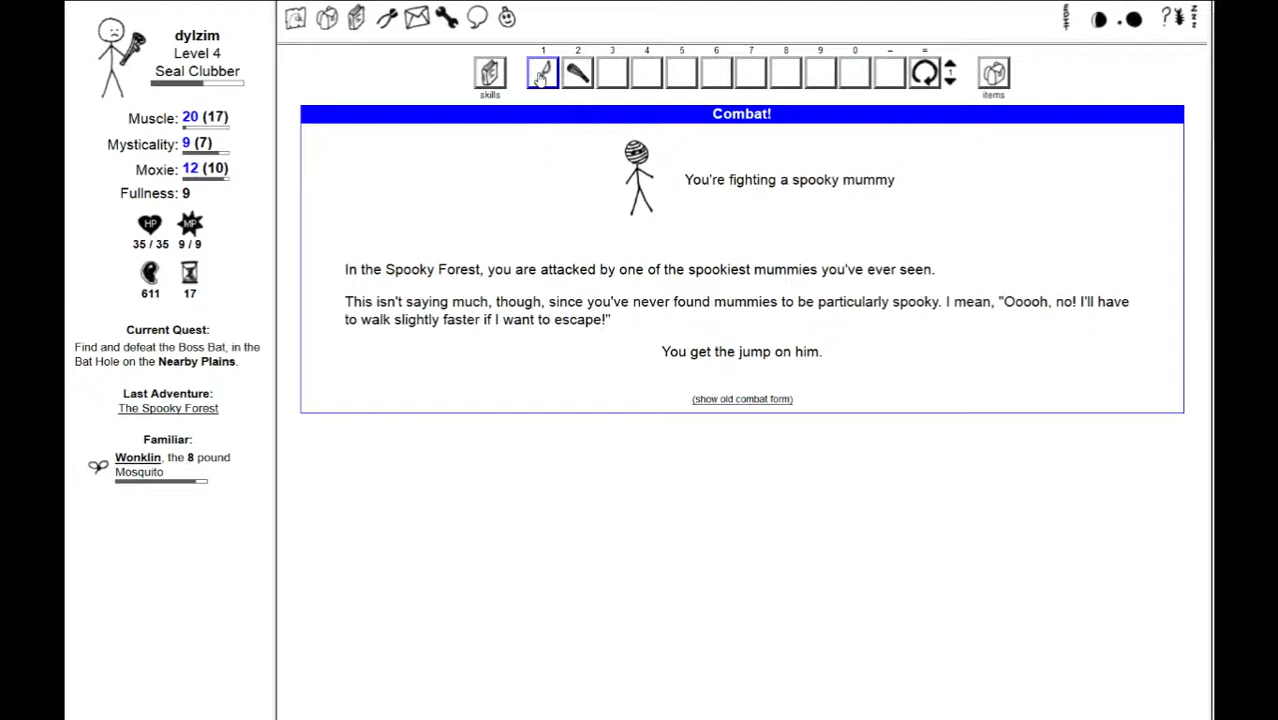 dylzim
Level 4
Seal Clubber
Muscle: 20 (17)
Mysticality: 9 (7)
Moxie: 12 (10)
Fullness: 9
HP MP
35 / 35 9 / 9
611 17
Current Quest:
Find and defeat the Boss Bat, in the
Bat Hole on the Nearby Plains.
Last Adventure:
The Spooky Forest
Familiar:
Wonklin, the 8 pound
Mosquito
1 2 3 4 5 6 7 8 9 0 - =
1
skills items
Combat!
You're fighting a spooky mummy
In the Spooky Forest, you are attacked by one of the spookiest mummies you've ever seen.
This isn't saying much, though, since you've never found mummies to be particularly spooky. I mean, "Ooooh, no! I'll have
to walk slightly faster if I want to escape!"
You get the jump on him.
(show old combat form)